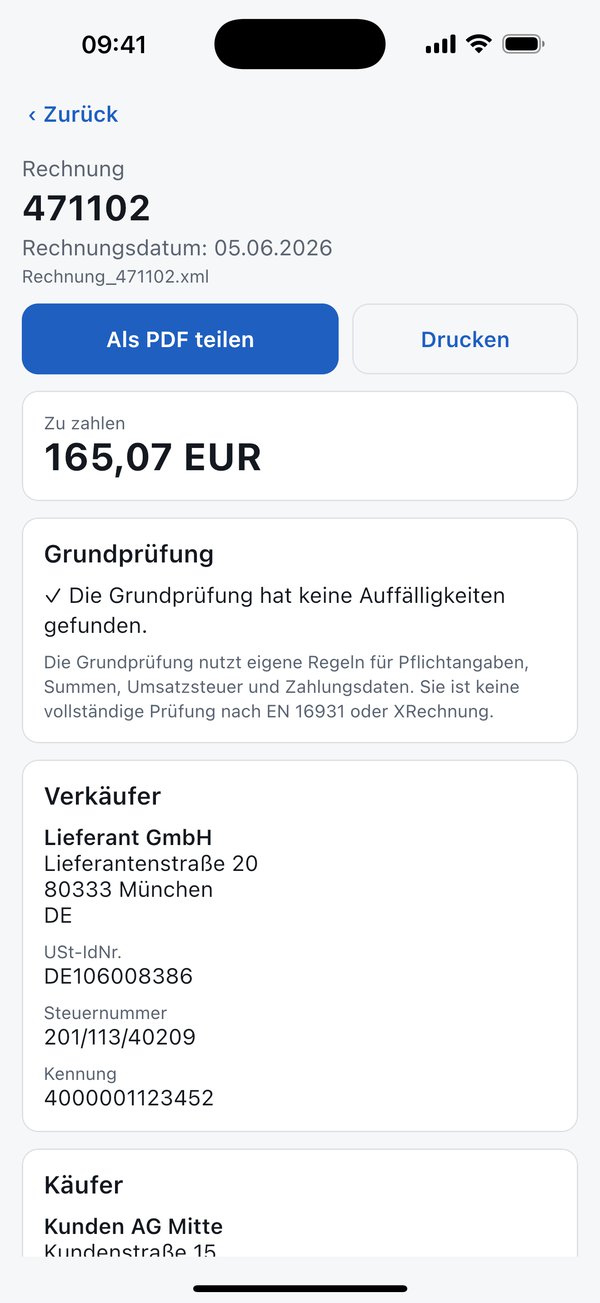 09:41
‹ Zurück
Rechnung
471102
Rechnungsdatum: 05.06.2026
Rechnung_471102.xml
Als PDF teilen
Drucken
Zu zahlen
165,07 EUR
Grundprüfung
✓ Die Grundprüfung hat keine Auffälligkeiten
gefunden.
Die Grundprüfung nutzt eigene Regeln für Pflichtangaben,
Summen, Umsatzsteuer und Zahlungsdaten. Sie ist keine
vollständige Prüfung nach EN 16931 oder XRechnung.
Verkäufer
Lieferant GmbH
Lieferantenstraße 20
80333 München
DE
USt-IdNr.
DE106008386
Steuernummer
201/113/40209
Kennung
4000001123452
Käufer
Kunden AG Mitte
Kundenstraße 15